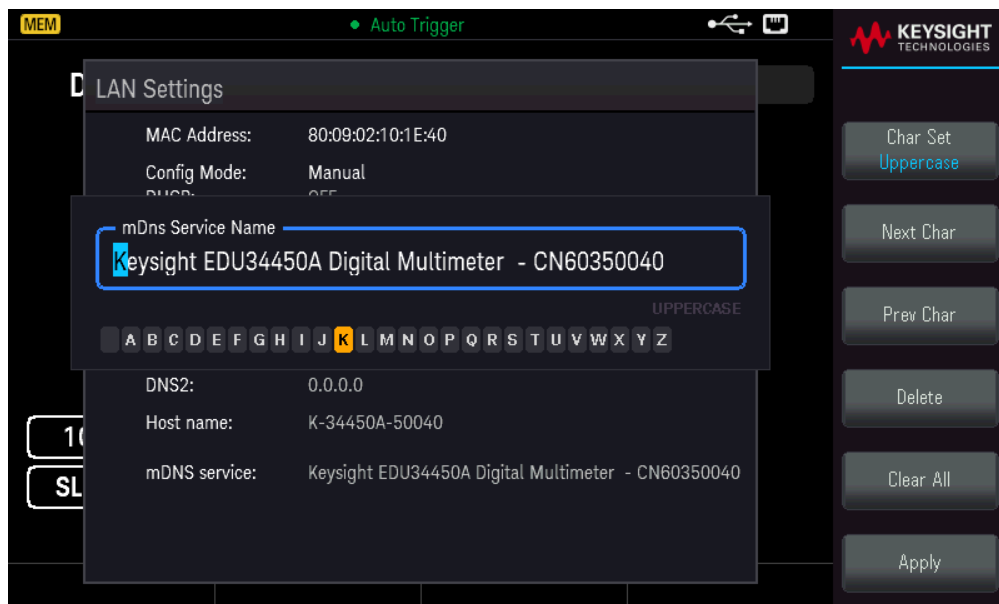 MEM
Auto Trigger
KEYSIGHT
TECHNOLOGIES
D
LAN Settings
MAC Address: 80:09:02:10:1E:40
Config Mode: Manual
mDns Service Name
Keysight EDU34450A Digital Multimeter - CN60350040
UPPERCASE
A B C D E F G H I J K L M N O P Q R S T U V W X Y Z
DNS2: 0.0.0.0
Host name: K-34450A-50040
mDNS service: Keysight EDU34450A Digital Multimeter - CN60350040
SL
Char Set
Uppercase
Next Char
Prev Char
Delete
Clear All
Apply